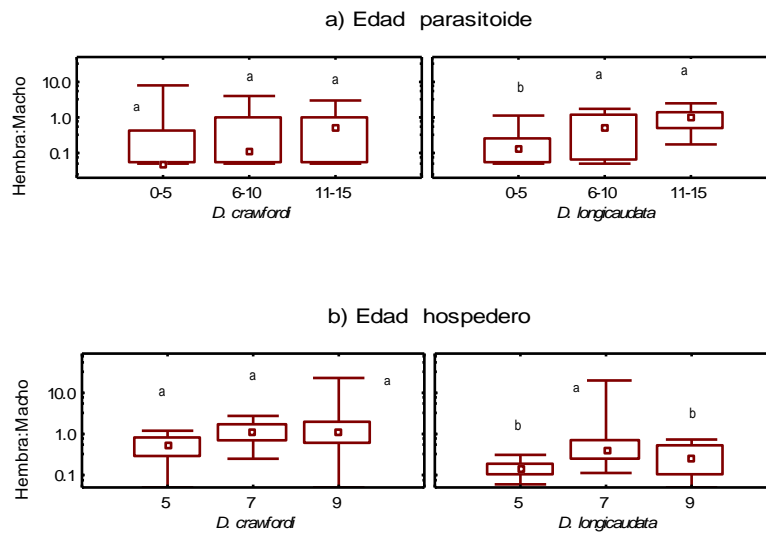 a) Edad parasitoide
Hembra:Macho
10.0
1.0
0.1
a
a
a
b
a
a
0-5 6-10 11-15
0-5 6-10 11-15
D. crawfordi
D. longicaudata
b) Edad hospedero
Hembra:Macho
10.0
1.0
0.1
a
a
a
b
a
b
5 7 9
5 7 9
D. crawfordi
D. longicaudata